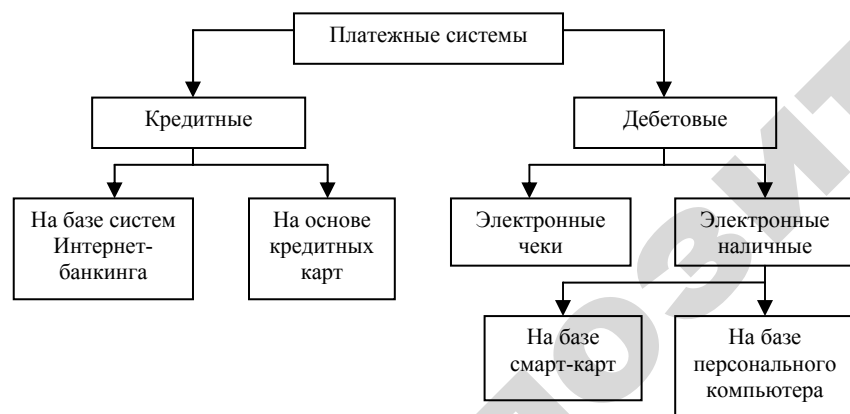 Платежные системы
Кредитные
Дебетовые
На базе систем
Интернет-
банкинга
На основе
кредитных
карт
Электронные
чеки
Электронные
наличные
На базе
смарт-карт
На базе
персонального
компьютера